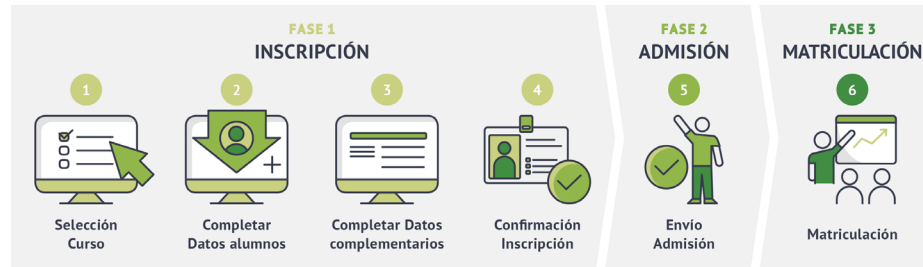 FASE 1
INSCRIPCIÓN
1
2
3
4
Selección
Curso
Completar
Datos alumnos
Completar Datos
complementarios
Confirmación
Inscripción
FASE 2
ADMISIÓN
5
Envío
Admisión
FASE 3
MATRICULACIÓN
6
Matriculación